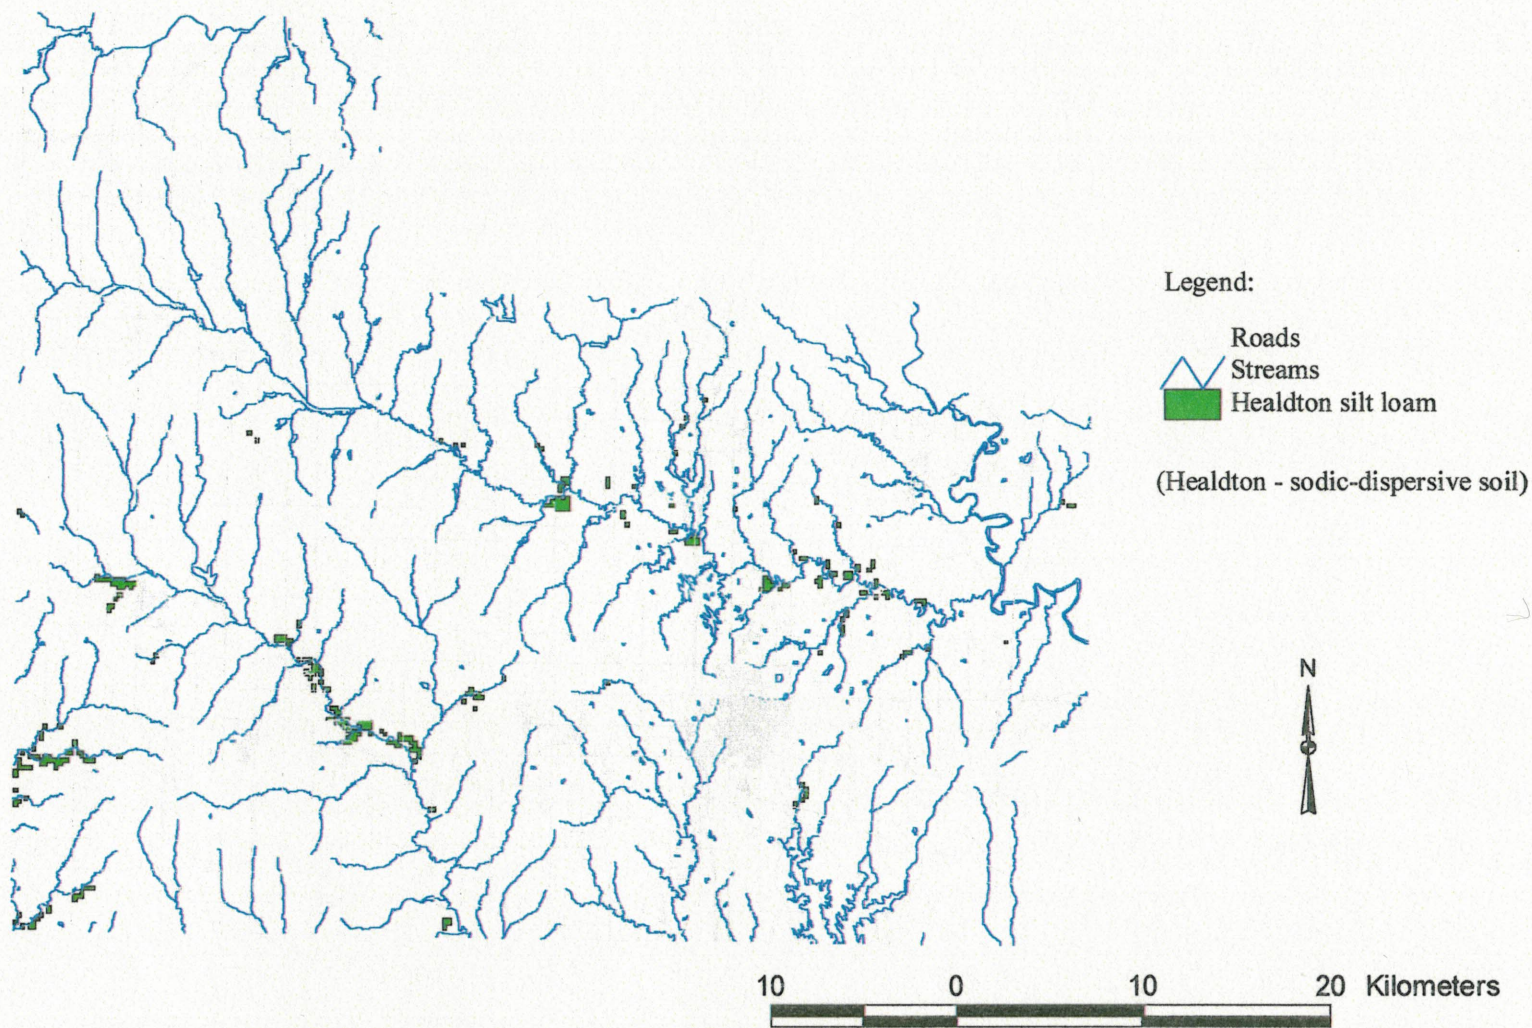 Legend:
Roads
Streams
Healdton silt loam
(Healdton - sodic-dispersive soil)
N
10 0 10 20 Kilometers